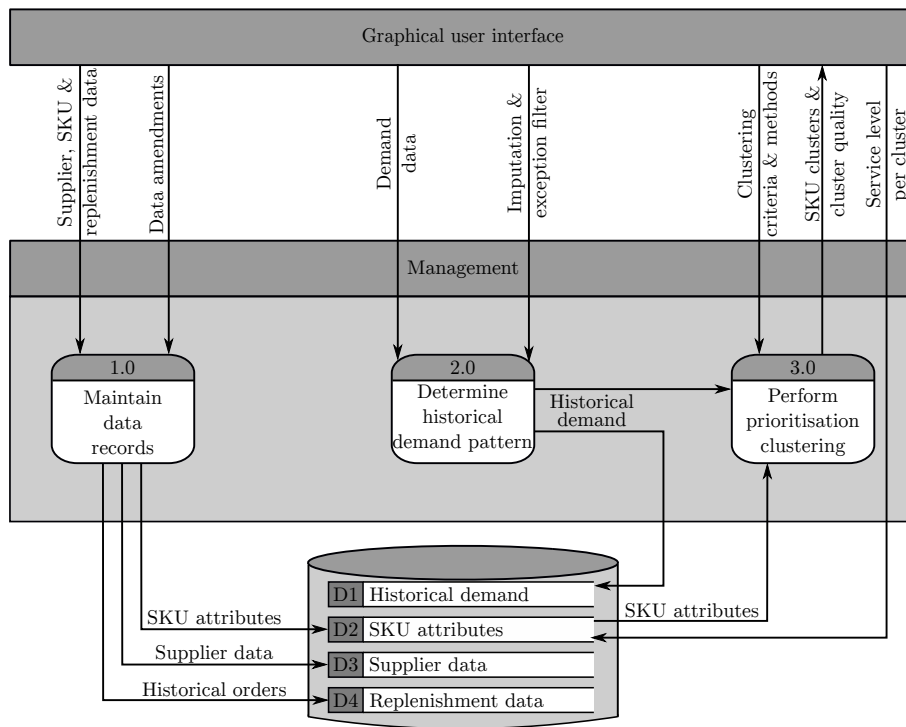 Graphical user interface
Supplier, SKU &
replenishment data
Data amendments
Demand
data
Imputation &
exception filter
Clustering
criteria & methods
SKU clusters &
cluster quality
Service level
per cluster
Management
1.0
Maintain
data
records
2.0
Determine
historical
demand pattern
3.0
Perform
prioritisation
clustering
Historical
demand
D1 Historical demand
SKU attributes
D2 SKU attributes
SKU attributes
Supplier data
D3 Supplier data
Historical orders
D4 Replenishment data